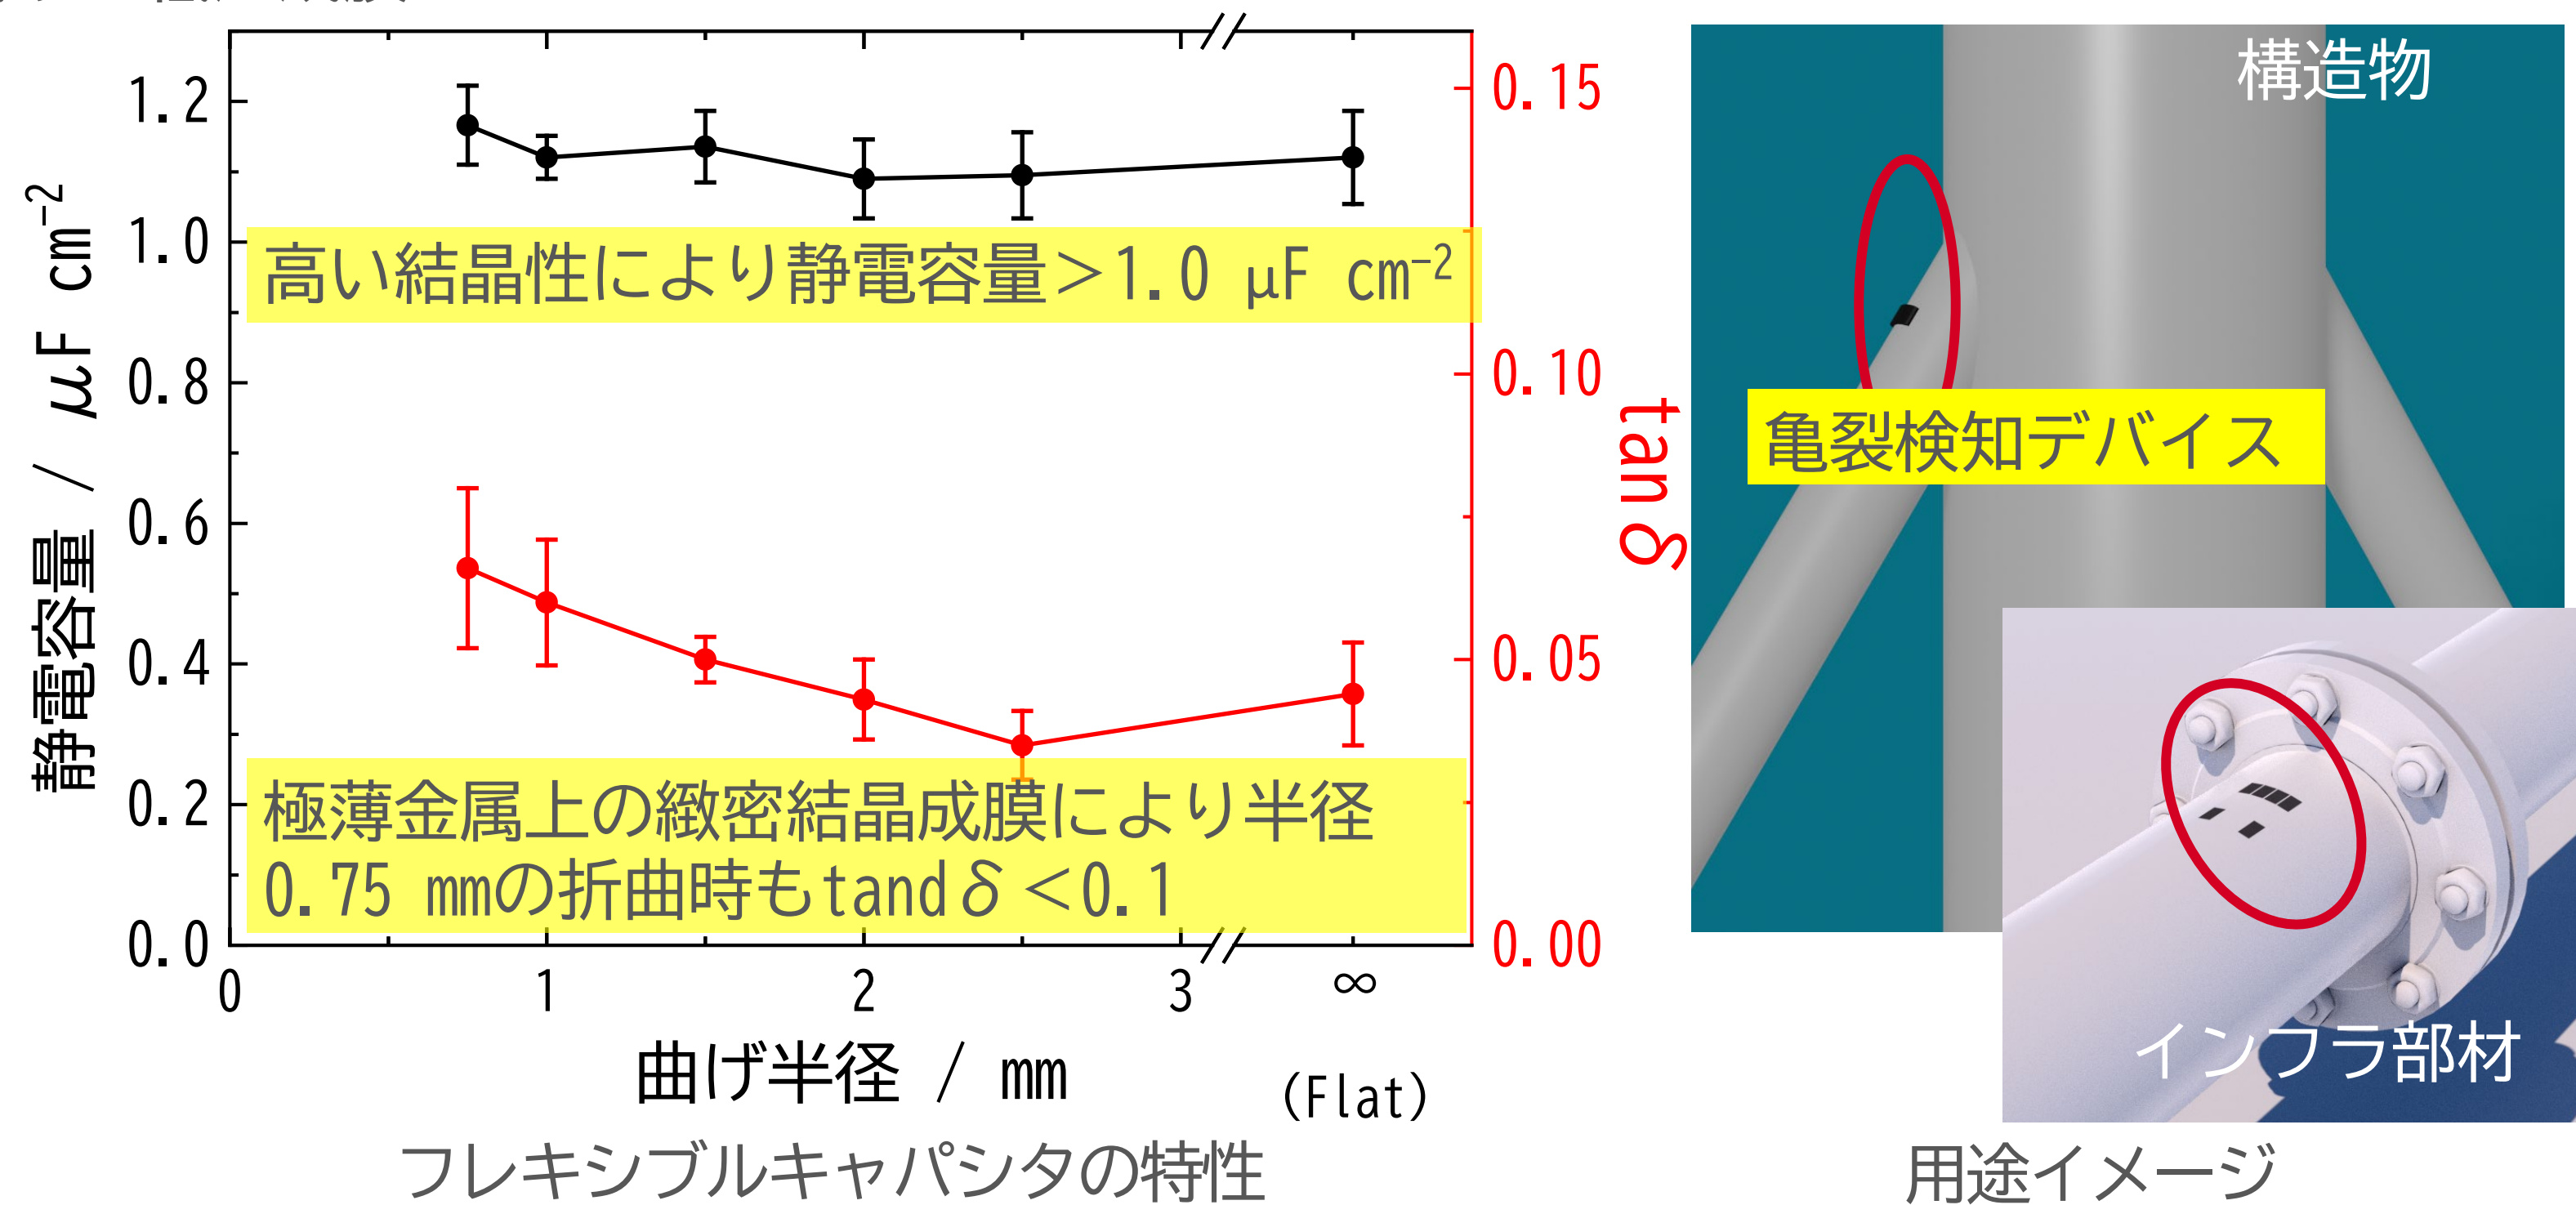 1.2
1.0
0.8
0.6
0.4
0.2
0.0
静電容量 / μF cm⁻²
0.15
0.10
0.05
0.00
tanδ
高い結晶性により静電容量>1.0 μF cm⁻²
極薄金属上の緻密結晶成膜により半径
0.75 mmの折曲時もtandδ<0.1
0 1 2 3 ∞
曲げ半径 / mm
(Flat)
フレキシブルキャパシタの特性
構造物
亀裂検知デバイス
インフラ部材
用途イメージ